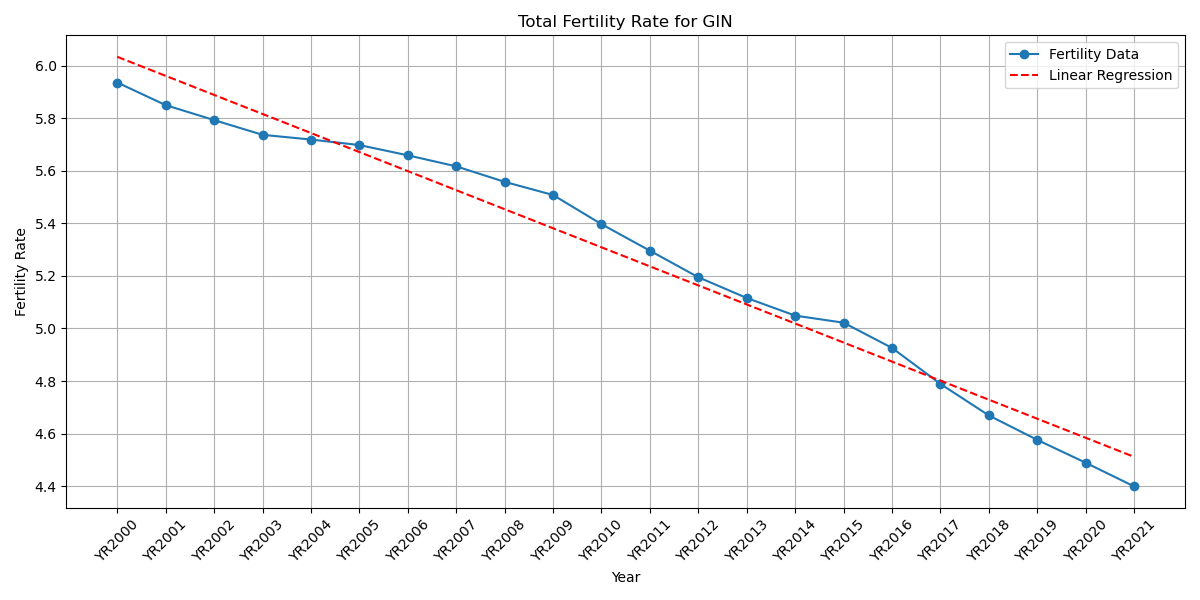 Total Fertility Rate for GIN
Fertility Data
Linear Regression
Fertility Rate
6.0
5.8
5.6
5.4
5.2
5.0
4.8
4.6
4.4
YR2000
YR2001
YR2002
YR2003
YR2004
YR2005
YR2006
YR2007
YR2008
YR2009
YR2010
YR2011
YR2012
YR2013
YR2014
YR2015
YR2016
YR2017
YR2018
YR2019
YR2020
YR2021
Year